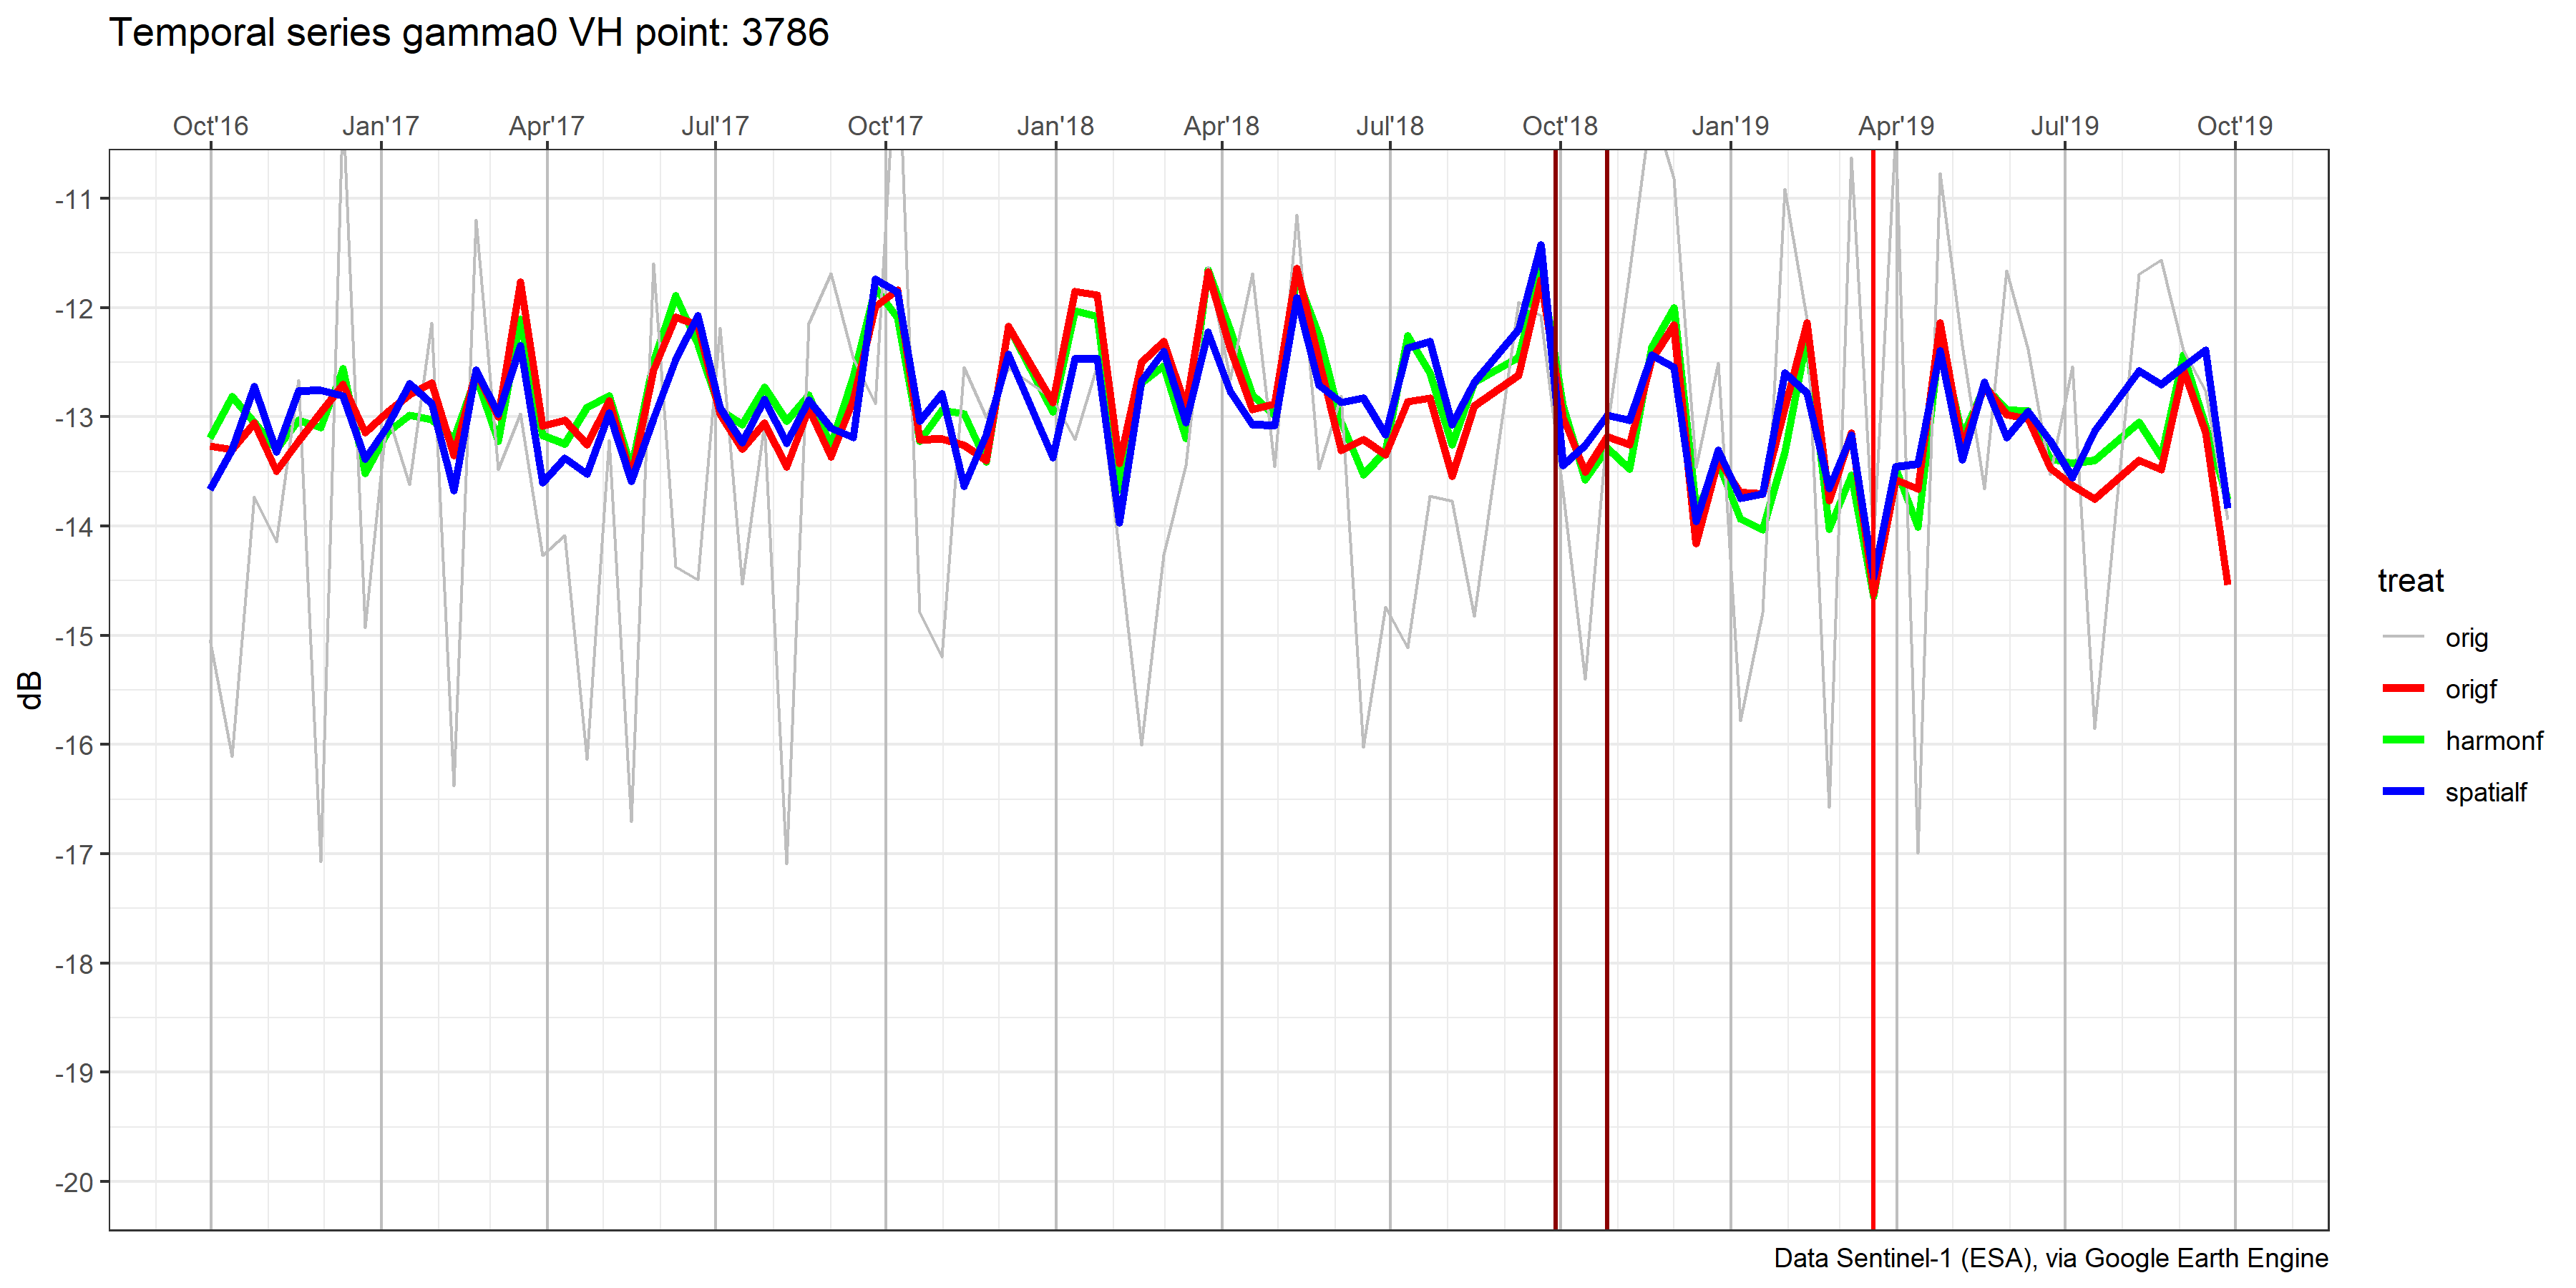 Temporal series gamma0 VH point: 3786
Oct'16 Jan'17 Apr'17 Jul'17 Oct'17 Jan'18 Apr'18 Jul'18 Oct'18 Jan'19 Apr'19 Jul'19 Oct'19
-11
-12
-13
-14
-15
-16
-17
-18
-19
-20
dB
treat
orig
origf
harmonf
spatialf
Data Sentinel-1 (ESA), via Google Earth Engine